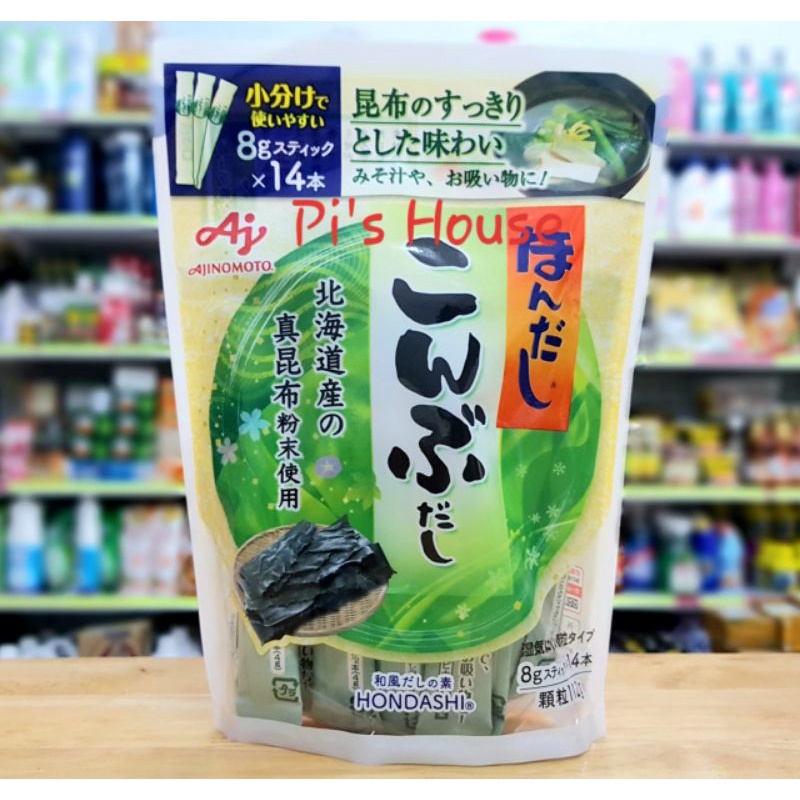 小分けで
使いやすい
8gスティック
×14本
昆布のすっきり
とした味わい
みそ汁や、お吸い物に!
Pi's House
AJINOMOTO®
ほんだし
こんぶだし
北海道産の
真昆布粉末使用
和風だしの素
HONDASHI®
8gスティック14本
顆粒112g